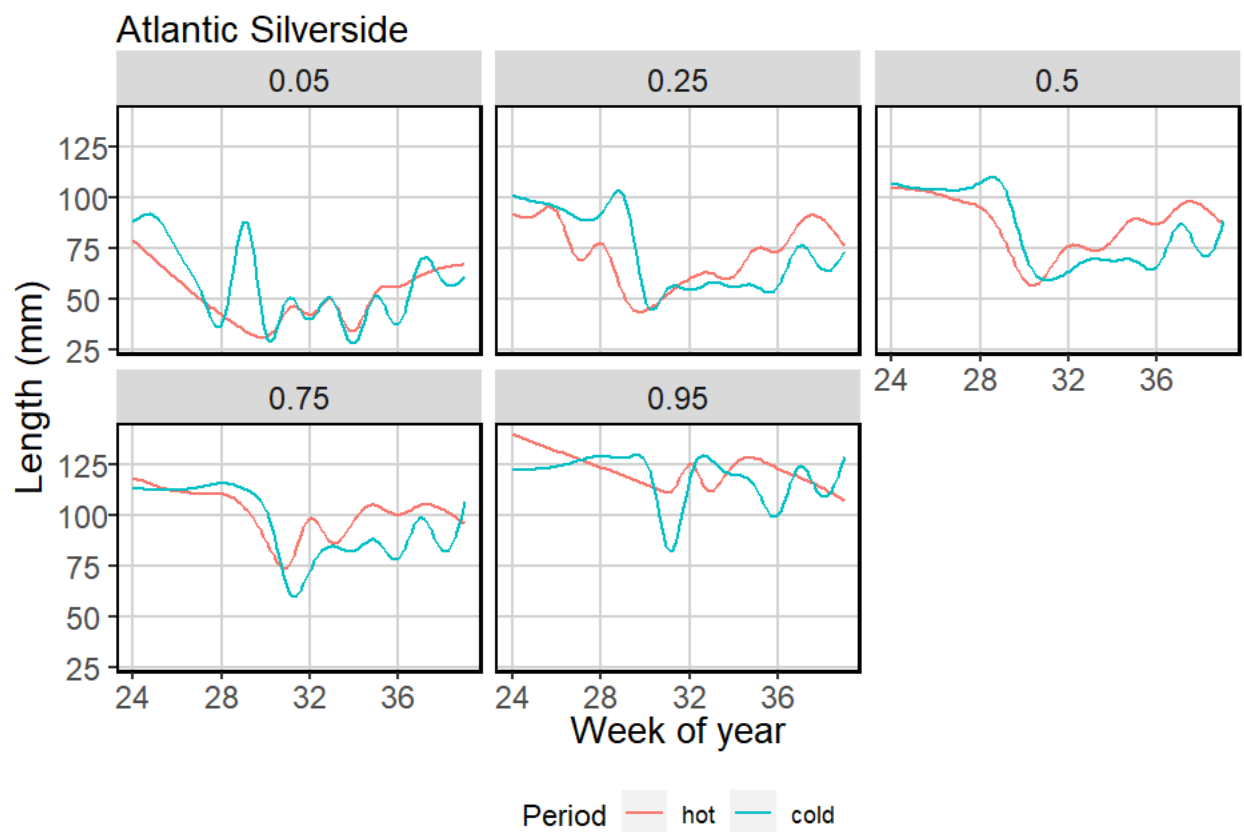 Atlantic Silverside
0.05 0.25 0.5
125
100
75
50
25
24 28 32 36
0.75 0.95
125
100
75
50
25
24 28 32 36 24 28 32 36
Length (mm)
Week of year
Period hot cold